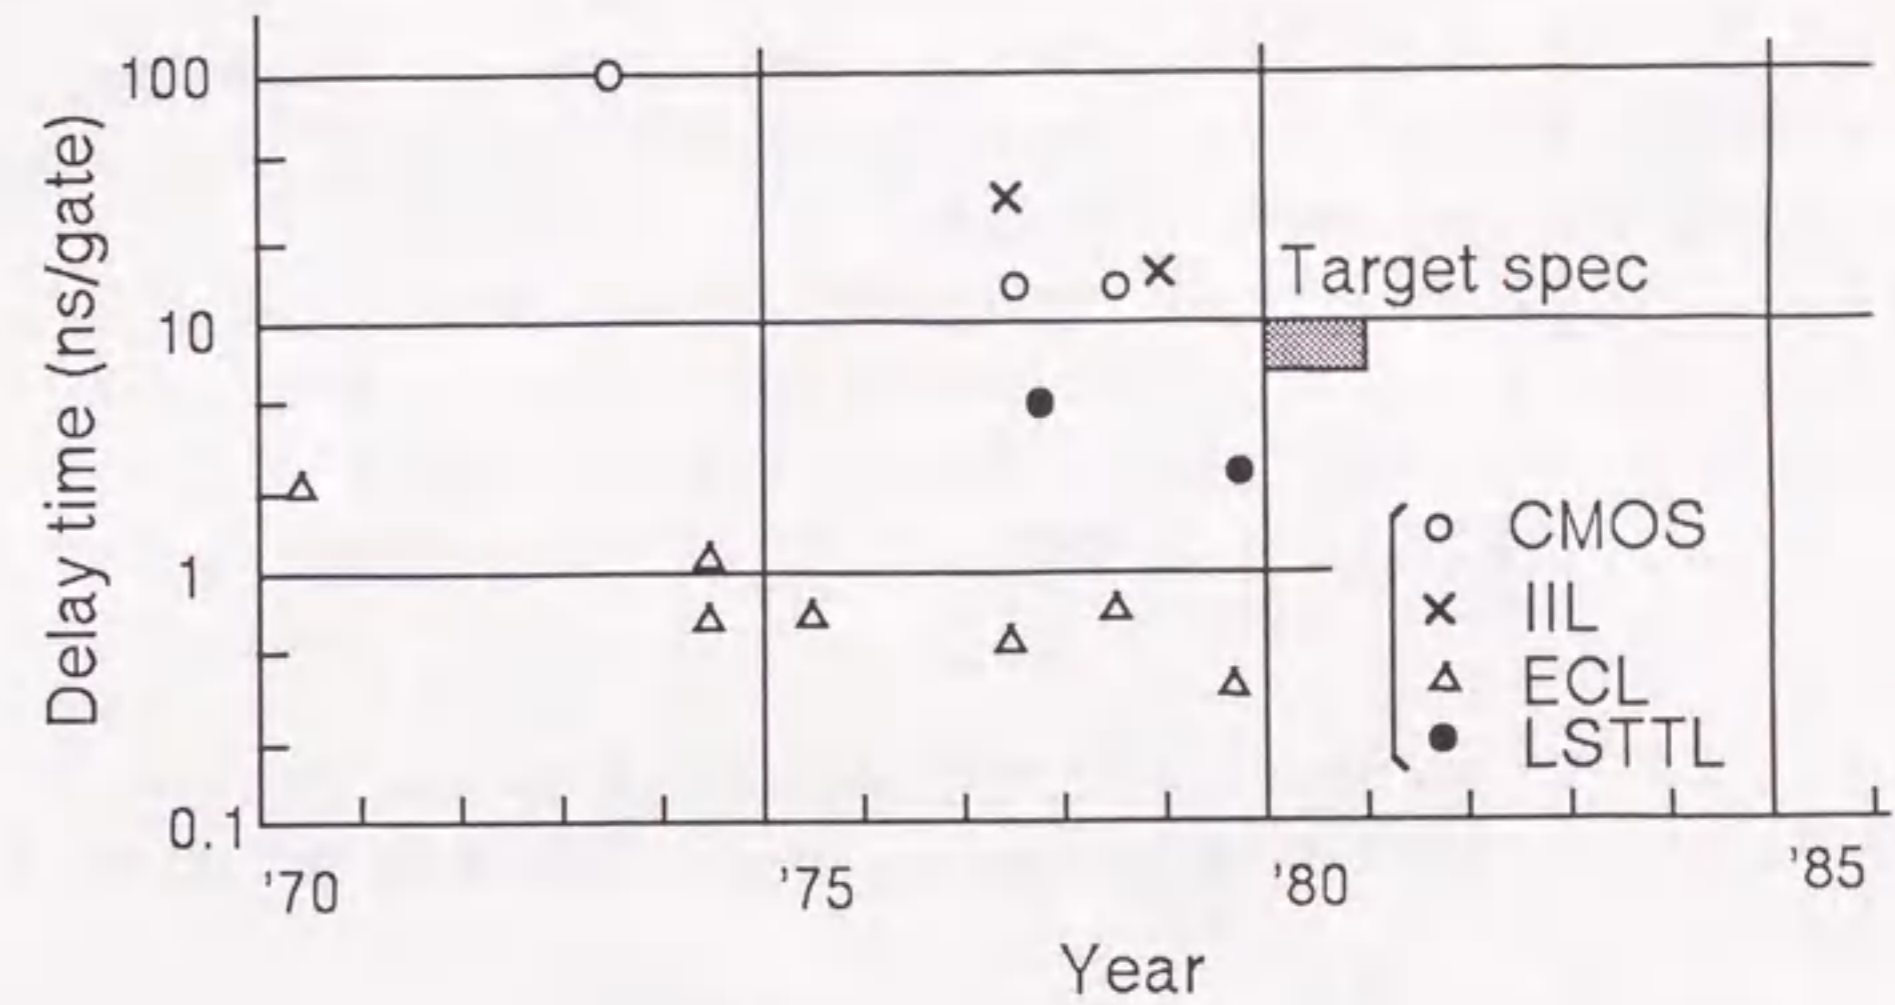 Delay time (ns/gate)
100
10
1
0.1
Target spec
CMOS
IIL
ECL
LSTTL
'70 '75 '80 '85
Year